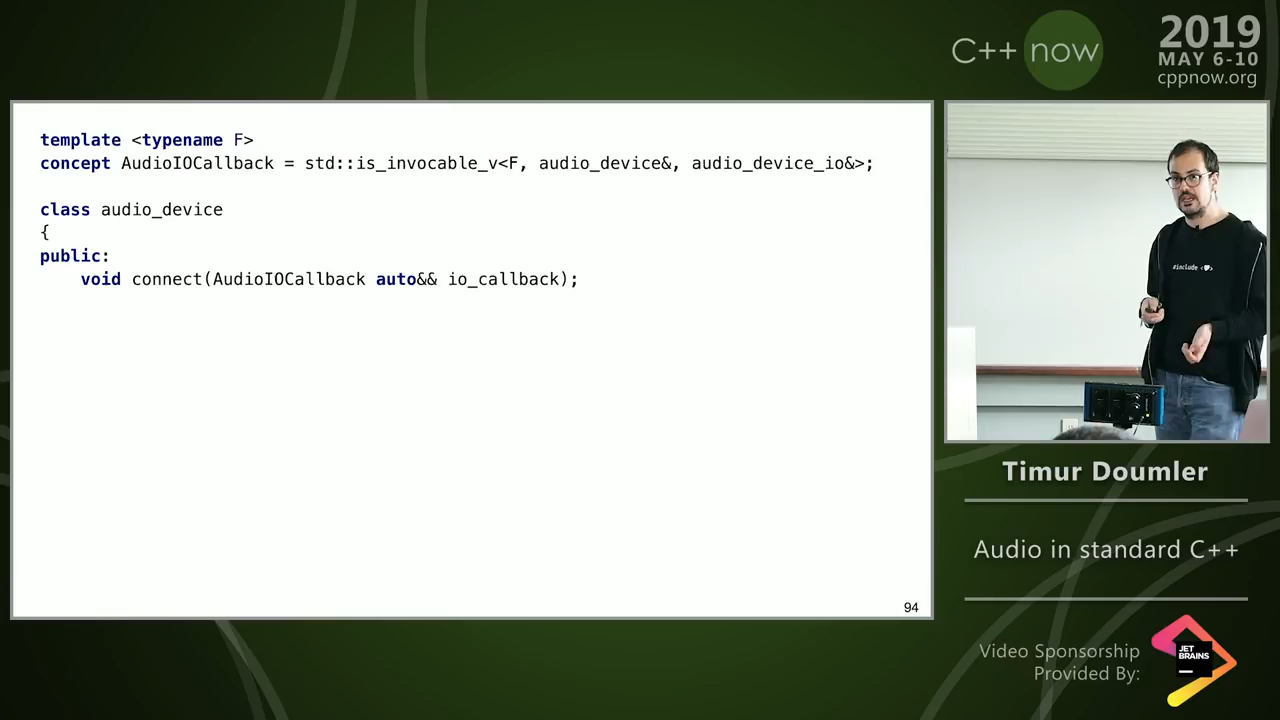 C++ now
2019
MAY 6-10
cppnow.org
template <typename F>
concept AudioIOCallback = std::is_invocable_v<F, audio_device&, audio_device_io&>;
class audio_device
{
public:
void connect(AudioIOCallback auto&& io_callback);
94
#include <♥>
Timur Doumler
Audio in standard C++
Video Sponsorship
Provided By:
JET
BRAINS